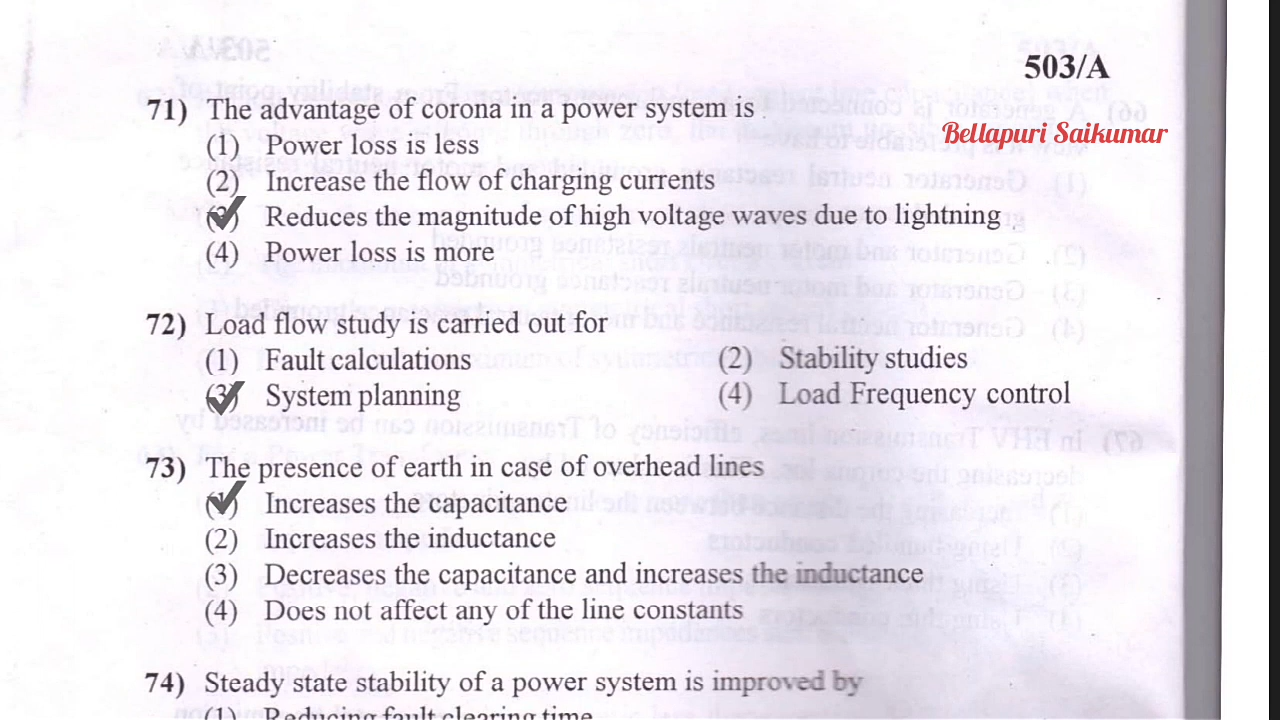 503/A
71) The advantage of corona in a power system is
Bellapuri Saikumar
(1) Power loss is less
(2) Increase the flow of charging currents
Reduces the magnitude of high voltage waves due to lightning
(4) Power loss is more
72) Load flow study is carried out for
(1) Fault calculations (2) Stability studies
(3) System planning (4) Load Frequency control
73) The presence of earth in case of overhead lines
Increases the capacitance
(2) Increases the inductance
(3) Decreases the capacitance and increases the inductance
(4) Does not affect any of the line constants
74) Steady state stability of a power system is improved by
(1) Reducing fault clearing time